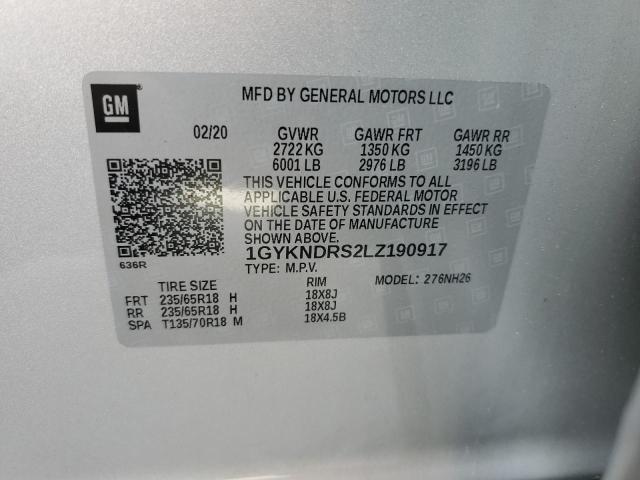 GM
MFD BY GENERAL MOTORS LLC
02/20 GVWR GAWR FRT GAWR RR
2722 KG 1350 KG 1450 KG
6001 LB 2976 LB 3196 LB
THIS VEHICLE CONFORMS TO ALL
APPLICABLE U.S. FEDERAL MOTOR
VEHICLE SAFETY STANDARDS IN EFFECT
ON THE DATE OF MANUFACTURE
SHOWN ABOVE.
1GYKNDRS2LZ190917
636R
TYPE: M.P.V. MODEL: 276NH26
TIRE SIZE RIM
FRT 235/65R18 H 18X8J
RR 235/65R18 H 18X8J
SPA T135/70R18 M 18X4.5B